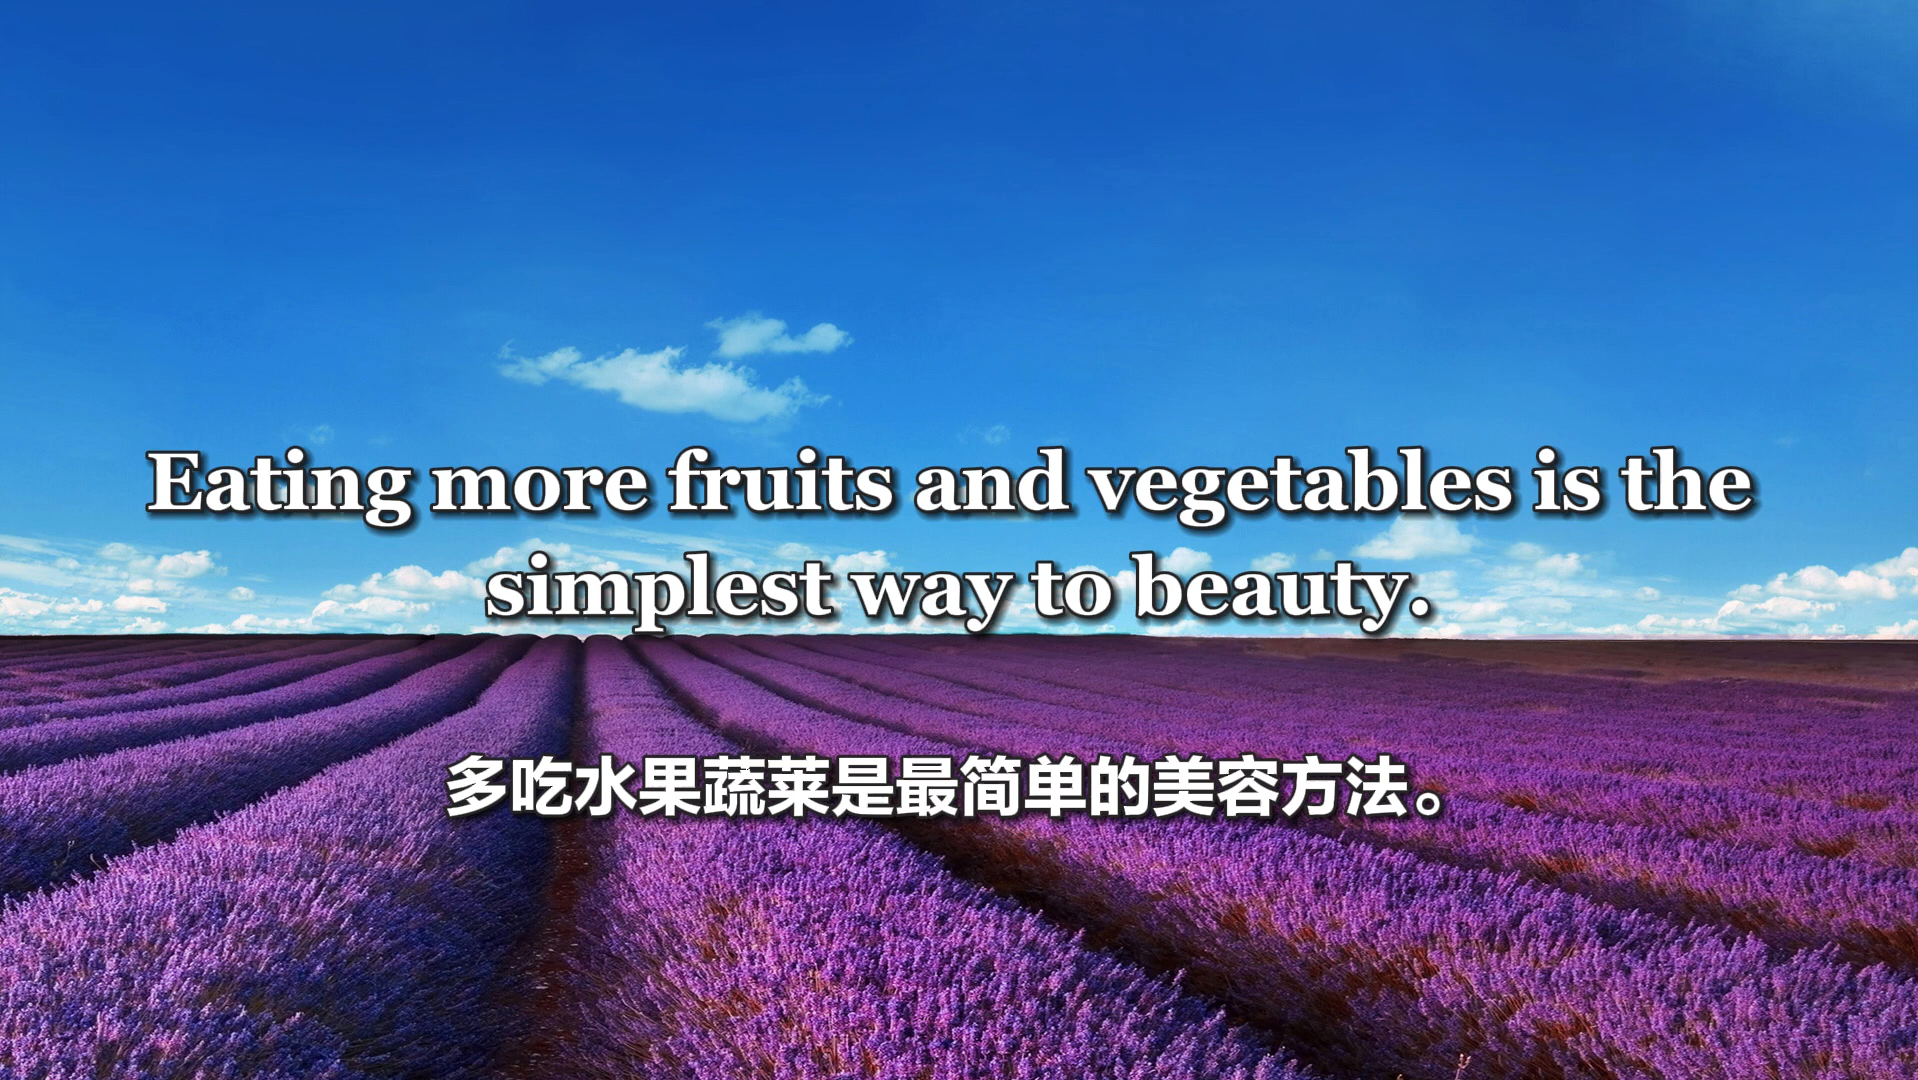 Eating more fruits and vegetables is the
simplest way to beauty.
多吃水果蔬菜是最简单的美容方法。